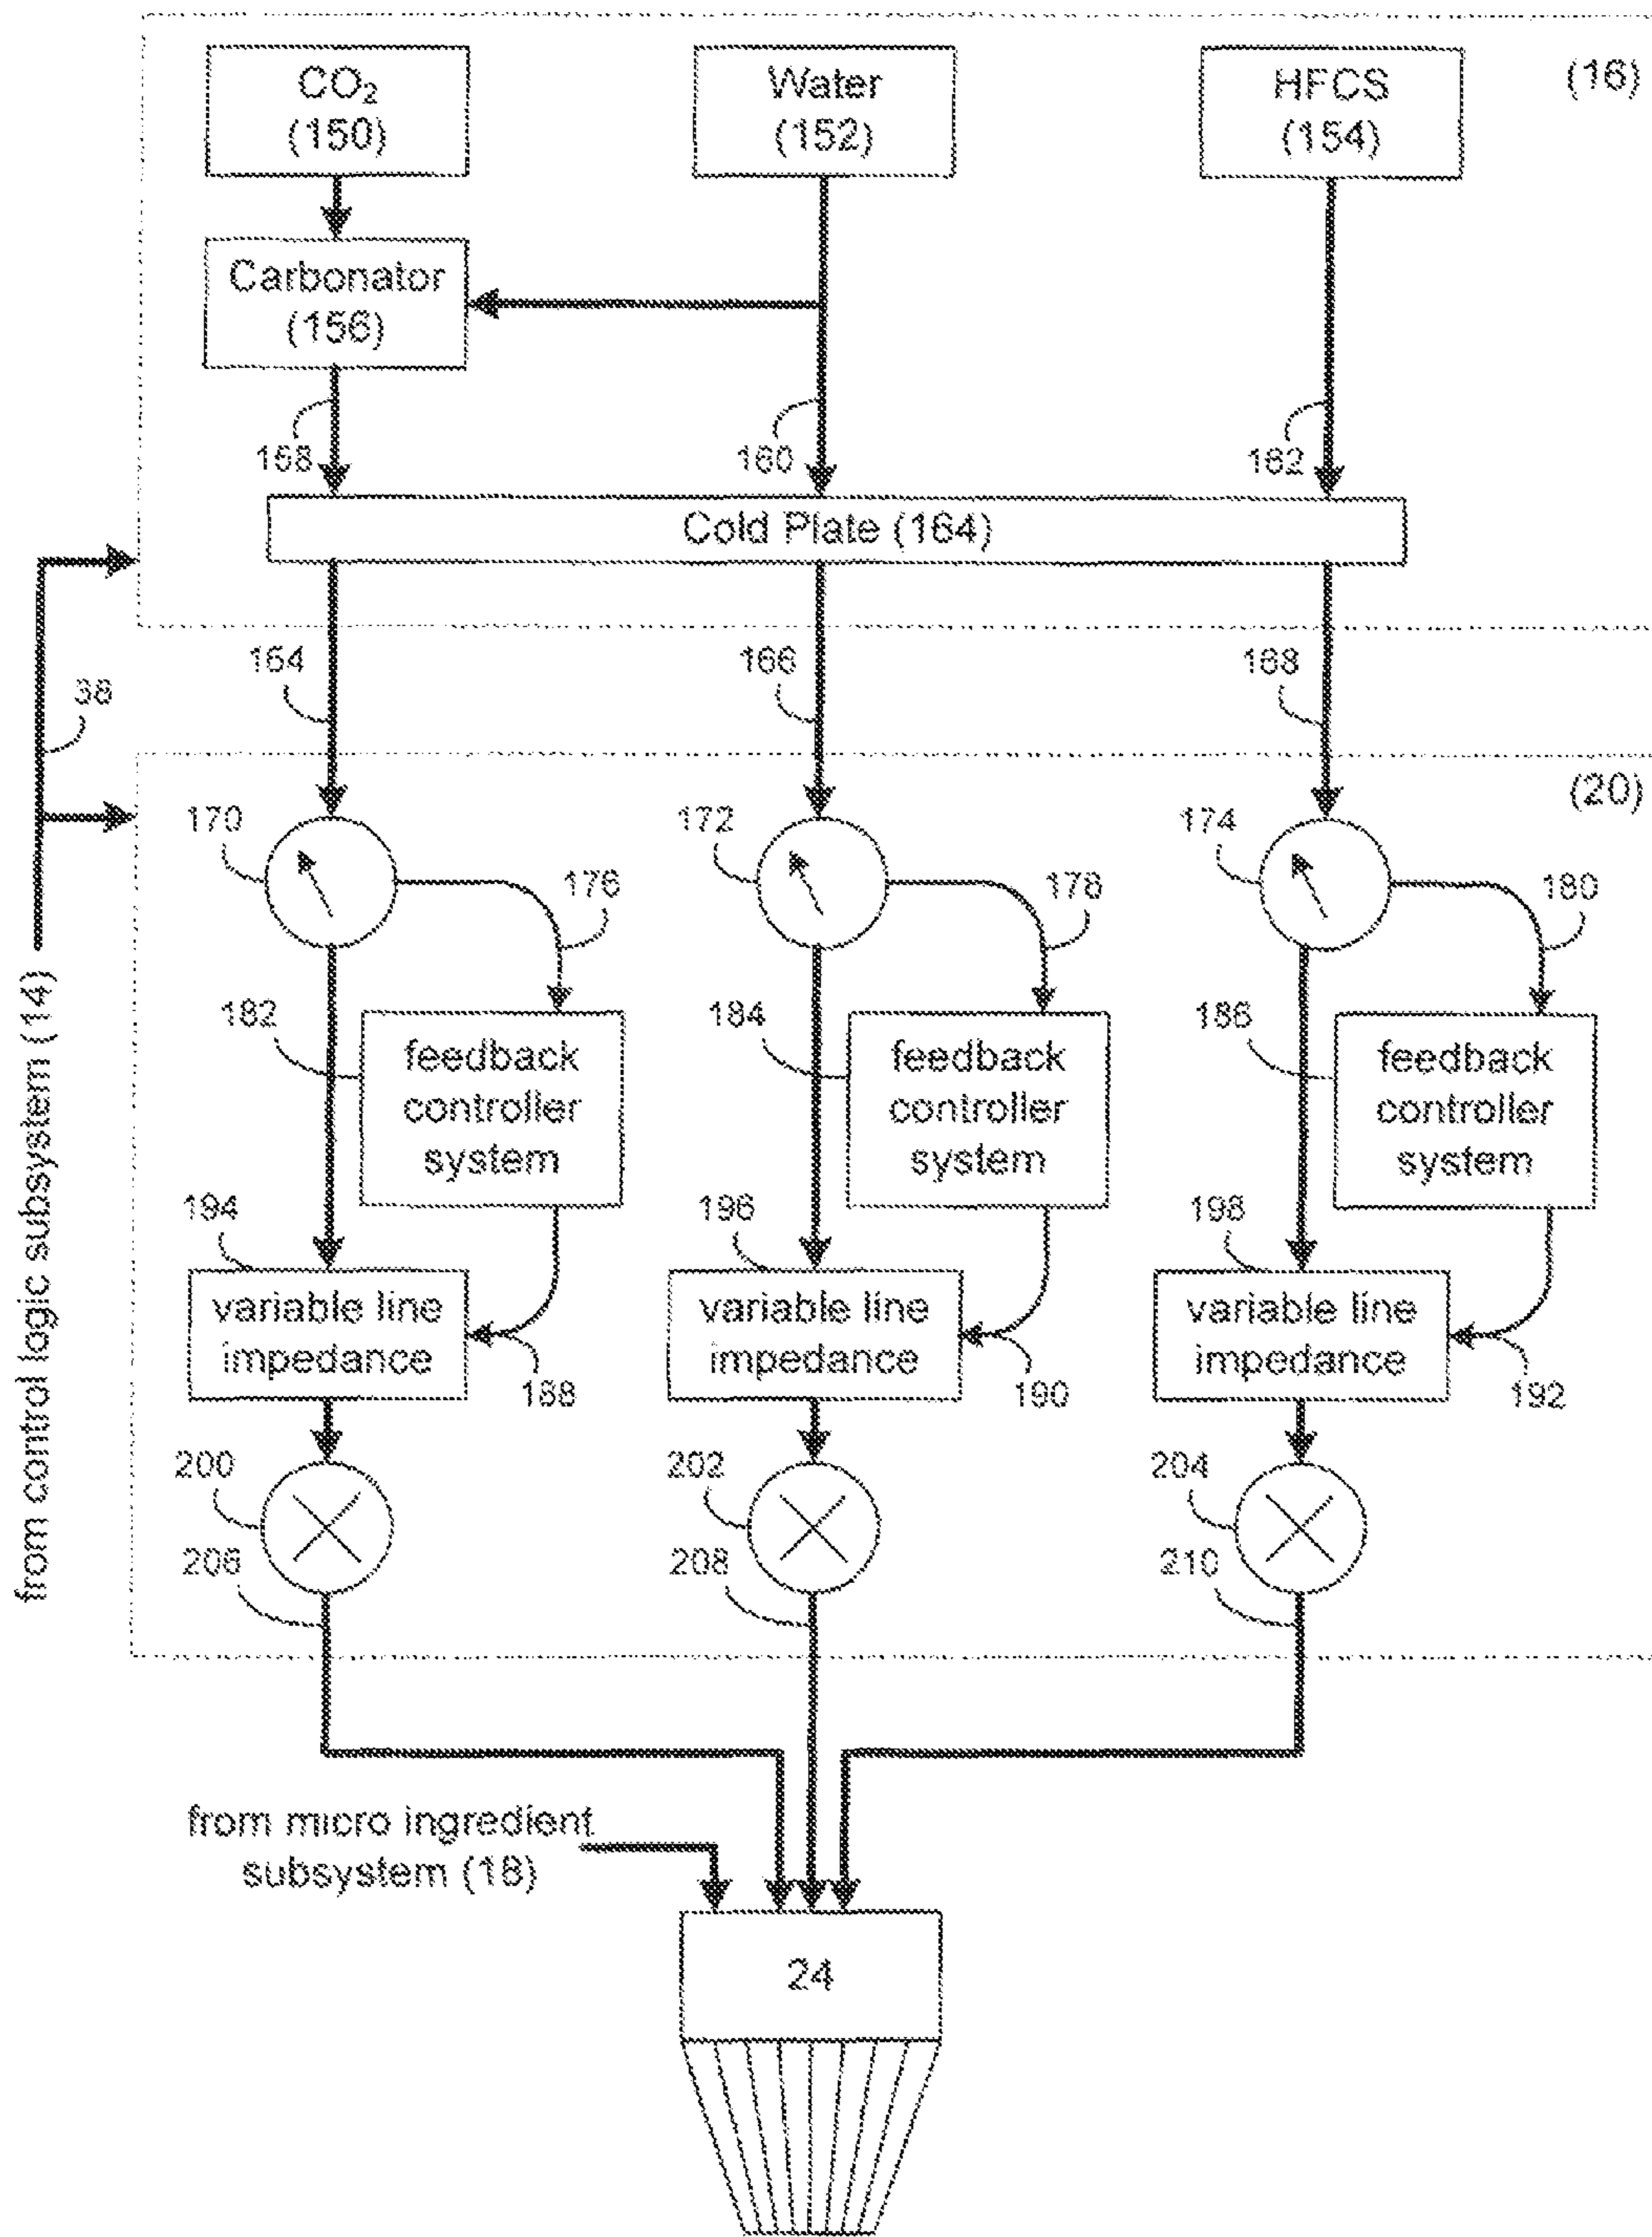 CO₂
(150)
Water
(152)
HFCS
(154)
(16)
Carbonator
(156)
158
160
162
Cold Plate (164)
164
166
168
38
(20)
170
172
174
176
178
180
182
184
186
feedback
controller
system
feedback
controller
system
feedback
controller
system
194
196
198
variable line
impedance
variable line
impedance
variable line
impedance
188
190
192
200
202
204
206
208
210
from control logic subsystem (14)
from micro ingredient
subsystem (18)
24